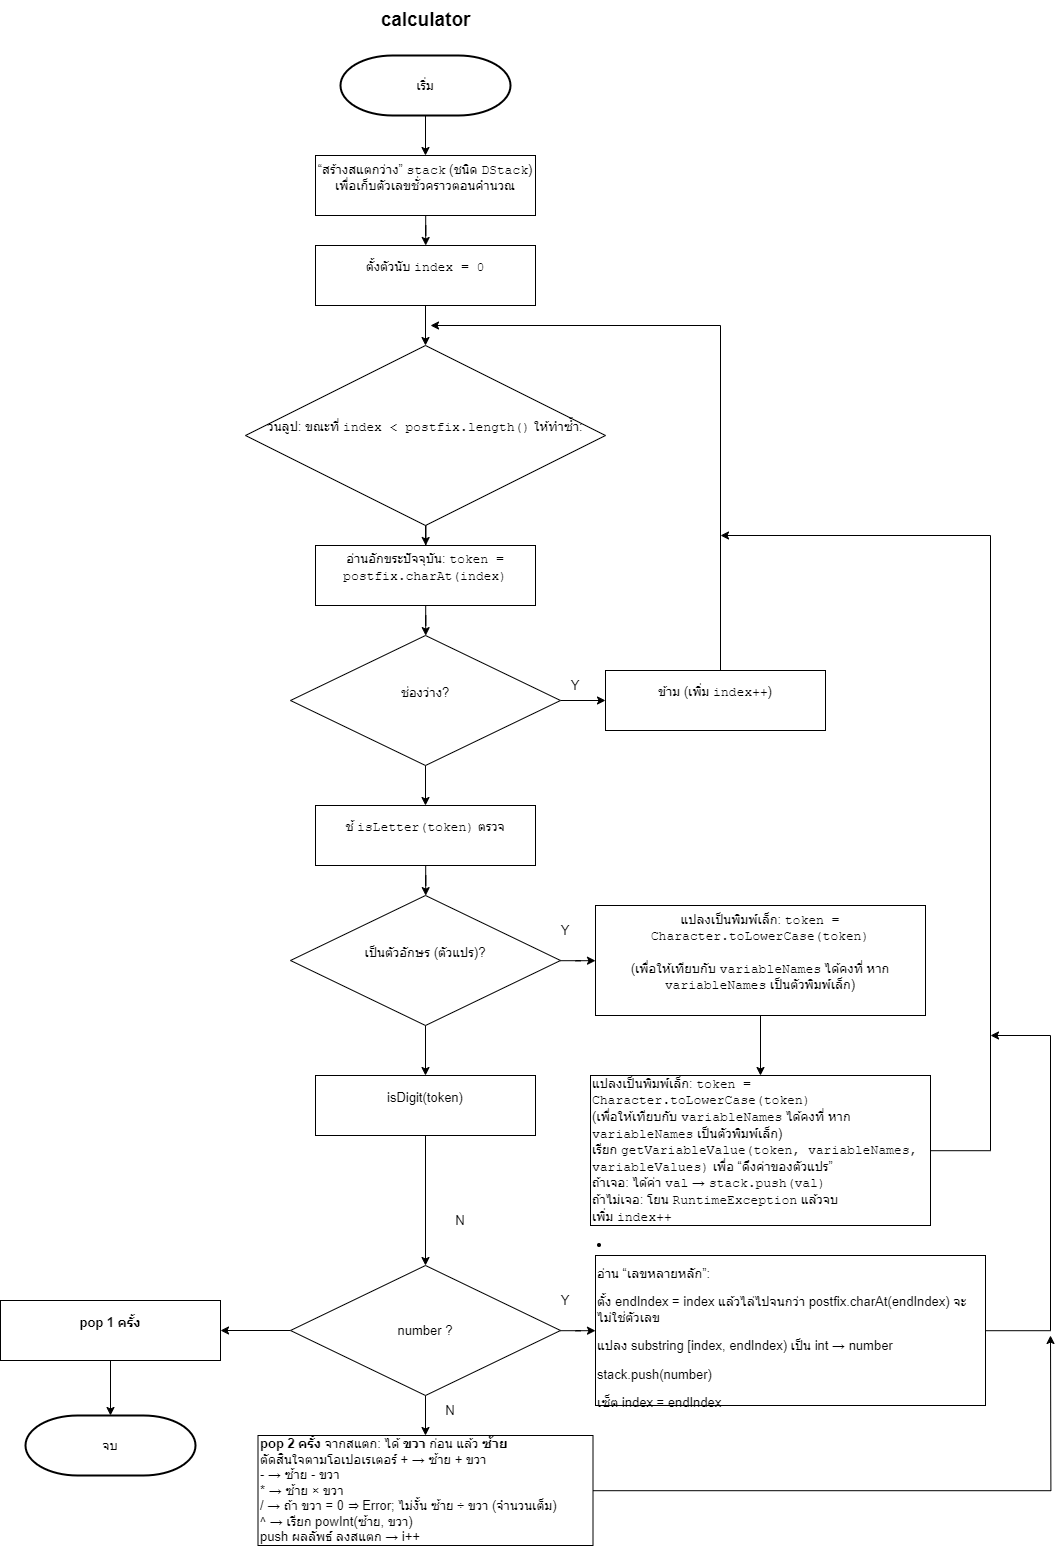 calculator
เริ่ม
“สร้างสแตกว่าง” stack (ชนิด DStack)
เพื่อเก็บตัวเลขชั่วคราวตอนคำนวณ
ตั้งตัวนับ index = 0
วนลูป: ขณะที่ index < postfix.length() ให้ทำซ้ำ:
อ่านอักขระปัจจุบัน: token =
postfix.charAt(index)
ช่องว่าง?
Y
ข้าม (เพิ่ม index++)
ช้ isLetter(token) ตรวจ
เป็นตัวอักษร (ตัวแปร)?
Y
แปลงเป็นพิมพ์เล็ก: token =
Character.toLowerCase(token)
(เพื่อให้เทียบกับ variableNames ได้คงที่ หาก
variableNames เป็นตัวพิมพ์เล็ก)
isDigit(token)
แปลงเป็นพิมพ์เล็ก: token =
Character.toLowerCase(token)
(เพื่อให้เทียบกับ variableNames ได้คงที่ หาก
variableNames เป็นตัวพิมพ์เล็ก)
เรียก getVariableValue(token, variableNames,
variableValues) เพื่อ “ดึงค่าของตัวแปร”
ถ้าเจอ: ได้ค่า val → stack.push(val)
ถ้าไม่เจอ: โยน RuntimeException แล้วจบ
เพิ่ม index++
N
•
number ?
Y
อ่าน “เลขหลายหลัก”:
ตั้ง endIndex = index แล้วไล่ไปจนกว่า postfix.charAt(endIndex) จะ
ไม่ใช่ตัวเลข
แปลง substring [index, endIndex) เป็น int → number
stack.push(number)
เซ็ต index = endIndex
pop 1 ครั้ง
จบ
N
pop 2 ครั้ง จากสแตก: ได้ ขวา ก่อน แล้ว ซ้าย
ตัดสินใจตามโอเปอเรเตอร์ + → ซ้าย + ขวา
- → ซ้าย - ขวา
* → ซ้าย × ขวา
/ → ถ้า ขวา = 0 ⇒ Error; ไม่งั้น ซ้าย ÷ ขวา (จำนวนเต็ม)
^ → เรียก powInt(ซ้าย, ขวา)
push ผลลัพธ์ ลงสแตก → i++